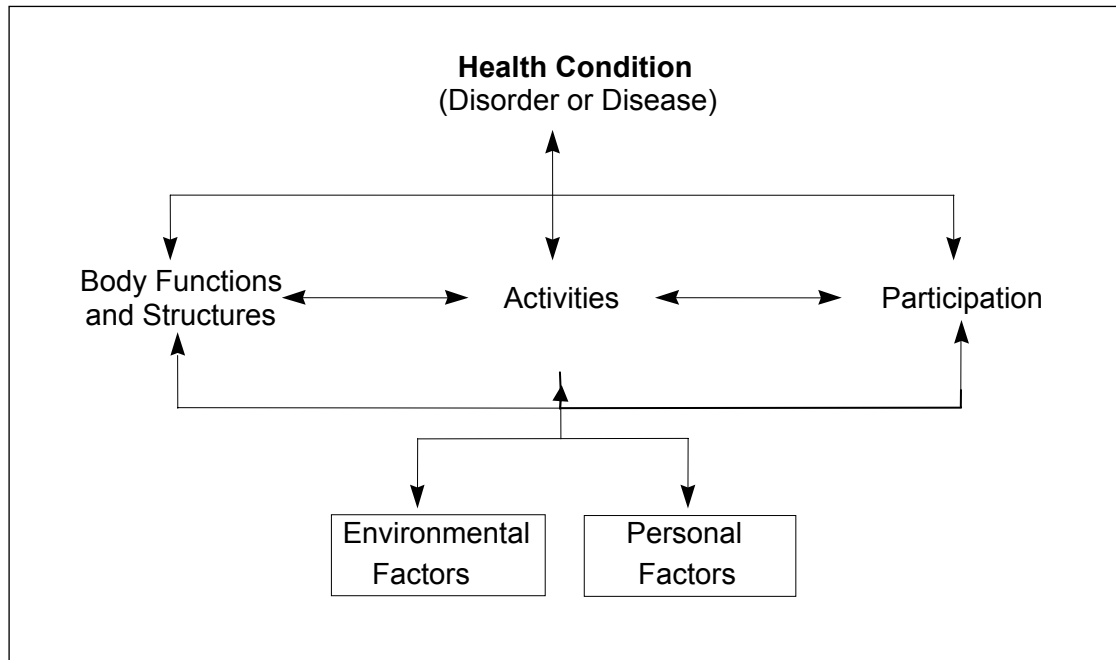 Health Condition
(Disorder or Disease)
Body Functions
and Structures
Activities
Participation
Environmental
Factors
Personal
Factors